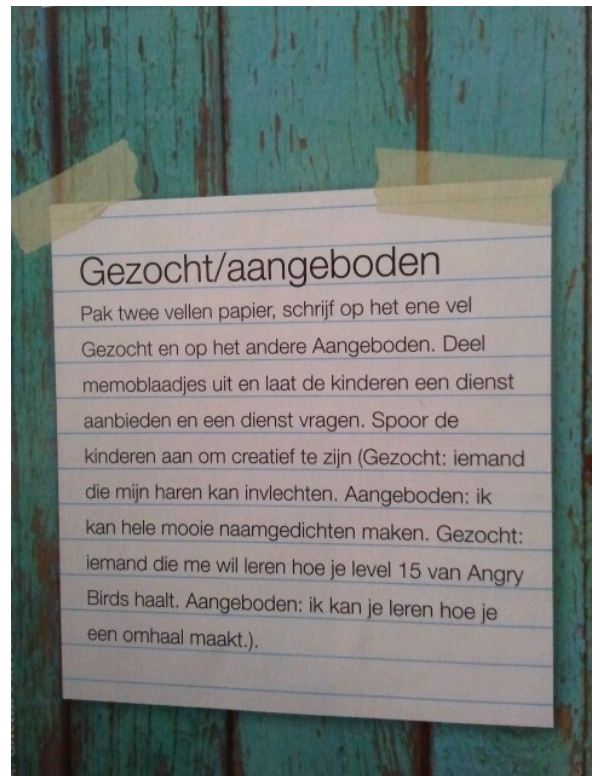 Gezocht/aangeboden
Pak twee vellen papier, schrijf op het ene vel
Gezocht en op het andere Aangeboden. Deel
memoblaadjes uit en laat de kinderen een dienst
aanbieden en een dienst vragen. Spoor de
kinderen aan om creatief te zijn (Gezocht: iemand
die mijn haren kan invlechten. Aangeboden: ik
kan hele mooie naamgedichten maken. Gezocht:
iemand die me wil leren hoe je level 15 van Angry
Birds haalt. Aangeboden: ik kan je leren hoe je
een omhaal maakt.).